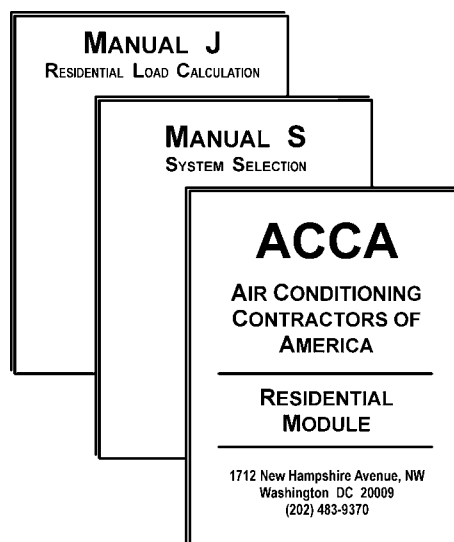 MANUAL J
RESIDENTIAL LOAD CALCULATION
MANUAL S
SYSTEM SELECTION
ACCA
AIR CONDITIONING
CONTRACTORS OF
AMERICA
RESIDENTIAL
MODULE
1712 New Hampshire Avenue, NW
Washington DC 20009
(202) 483-9370